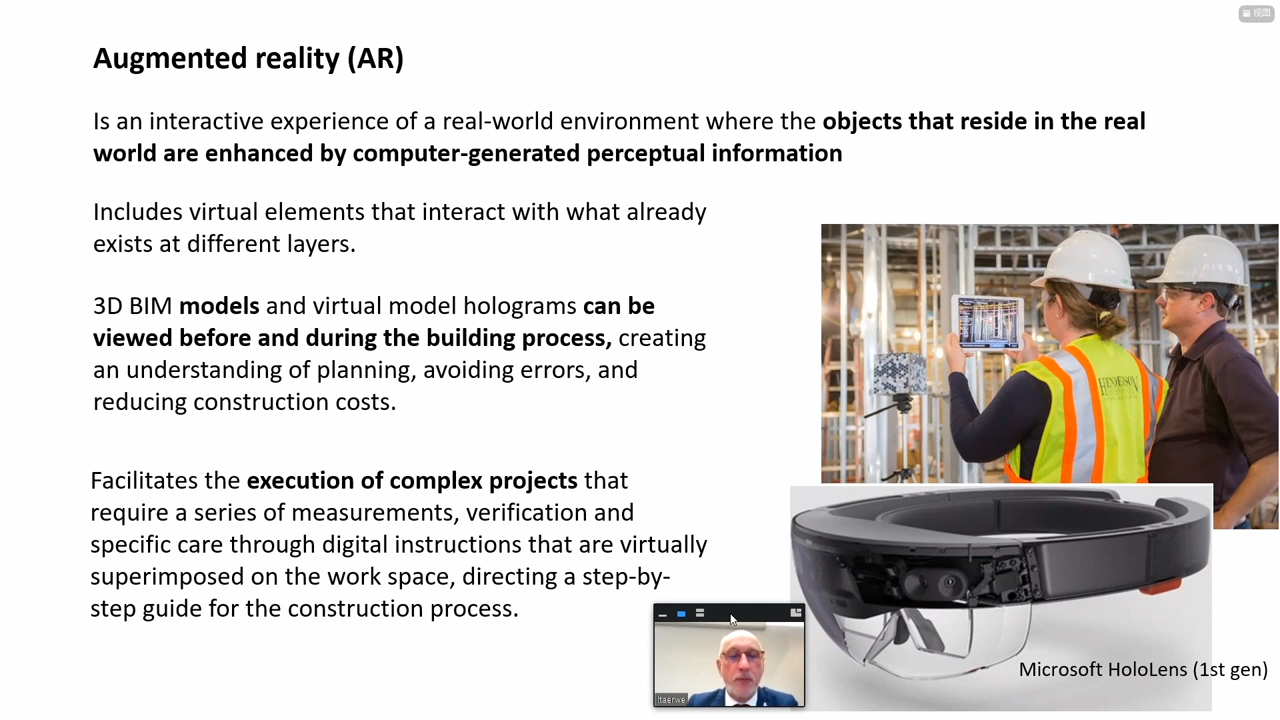 视图
Augmented reality (AR)
Is an interactive experience of a real-world environment where the objects that reside in the real
world are enhanced by computer-generated perceptual information
Includes virtual elements that interact with what already
exists at different layers.
3D BIM models and virtual model holograms can be
viewed before and during the building process, creating
an understanding of planning, avoiding errors, and
reducing construction costs.
Facilitates the execution of complex projects that
require a series of measurements, verification and
specific care through digital instructions that are virtually
superimposed on the work space, directing a step-by-
step guide for the construction process.
HENDERSON
Microsoft HoloLens (1st gen)
ltaerwe